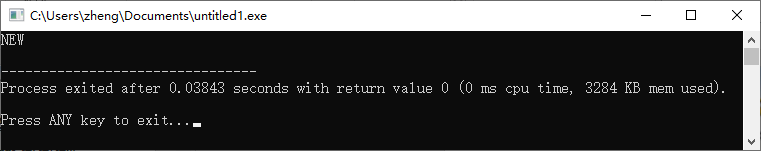 C:\Users\zheng\Documents\untitled1.exe
NEW
--------------------------------
Process exited after 0.03843 seconds with return value 0 (0 ms cpu time, 3284 KB mem used).
Press ANY key to exit...